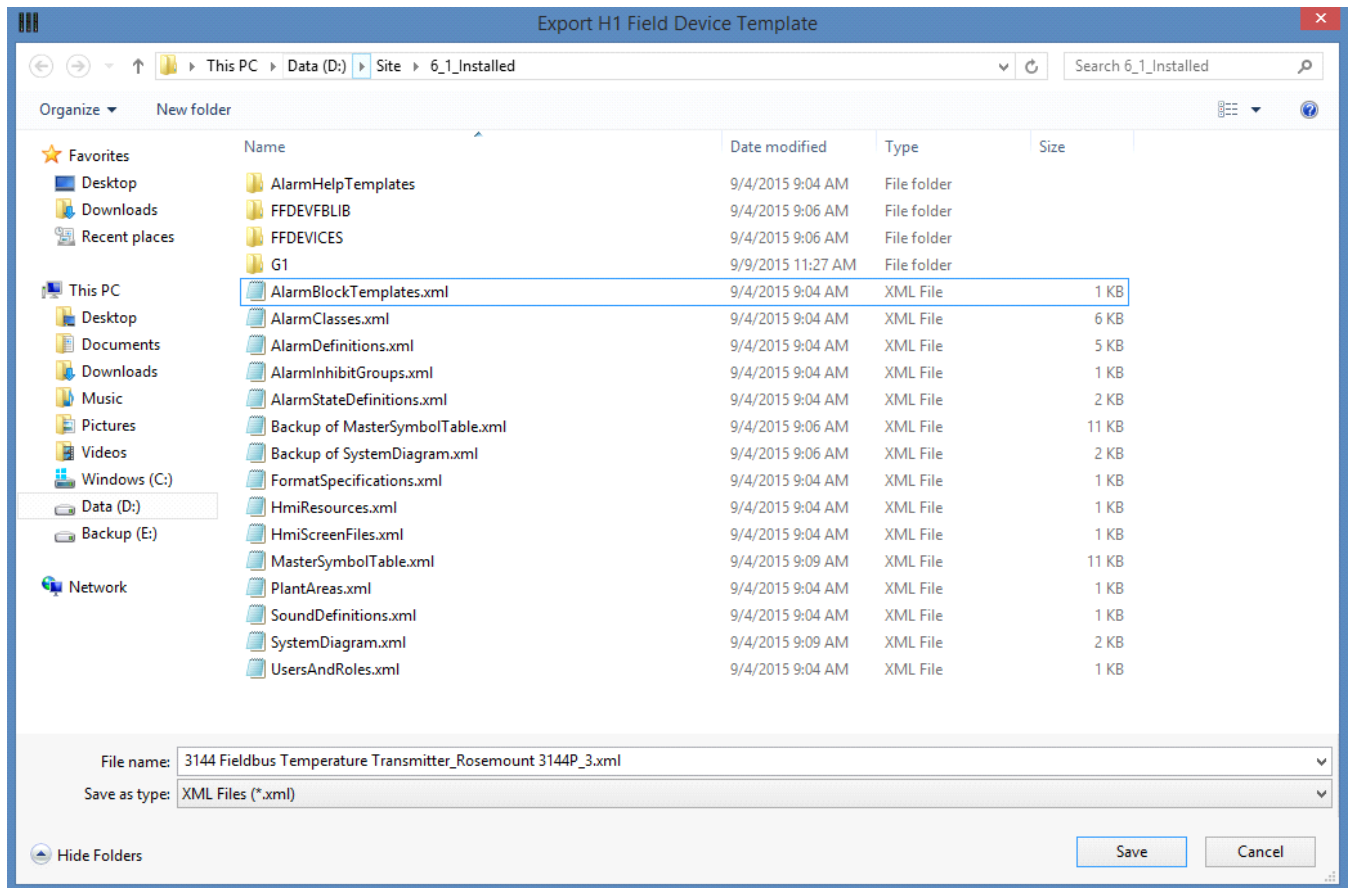 Export H1 Field Device Template
This PC Data (D:) Site 6_1_Installed Search 6_1_Installed
Organize New folder
Name Date modified Type Size
Favorites
Desktop
Downloads
Recent places
This PC
Desktop
Documents
Downloads
Music
Pictures
Videos
Windows (C:)
Data (D:)
Backup (E:)
Network
AlarmHelpTemplates 9/4/2015 9:04 AM File folder
FFDEVFBLIB 9/4/2015 9:06 AM File folder
FFDEVICES 9/4/2015 9:06 AM File folder
G1 9/9/2015 11:27 AM File folder
AlarmBlockTemplates.xml 9/4/2015 9:04 AM XML File 1 KB
AlarmClasses.xml 9/4/2015 9:04 AM XML File 6 KB
AlarmDefinitions.xml 9/4/2015 9:04 AM XML File 5 KB
AlarmInhibitGroups.xml 9/4/2015 9:04 AM XML File 1 KB
AlarmStateDefinitions.xml 9/4/2015 9:04 AM XML File 2 KB
Backup of MasterSymbolTable.xml 9/4/2015 9:06 AM XML File 11 KB
Backup of SystemDiagram.xml 9/4/2015 9:06 AM XML File 2 KB
FormatSpecifications.xml 9/4/2015 9:04 AM XML File 1 KB
HmiResources.xml 9/4/2015 9:04 AM XML File 1 KB
HmiScreenFiles.xml 9/4/2015 9:04 AM XML File 1 KB
MasterSymbolTable.xml 9/4/2015 9:09 AM XML File 11 KB
PlantAreas.xml 9/4/2015 9:04 AM XML File 1 KB
SoundDefinitions.xml 9/4/2015 9:04 AM XML File 1 KB
SystemDiagram.xml 9/4/2015 9:09 AM XML File 2 KB
UsersAndRoles.xml 9/4/2015 9:04 AM XML File 1 KB
File name: 3144 Fieldbus Temperature Transmitter_Rosemount 3144P_3.xml
Save as type: XML Files (*.xml)
Hide Folders Save Cancel